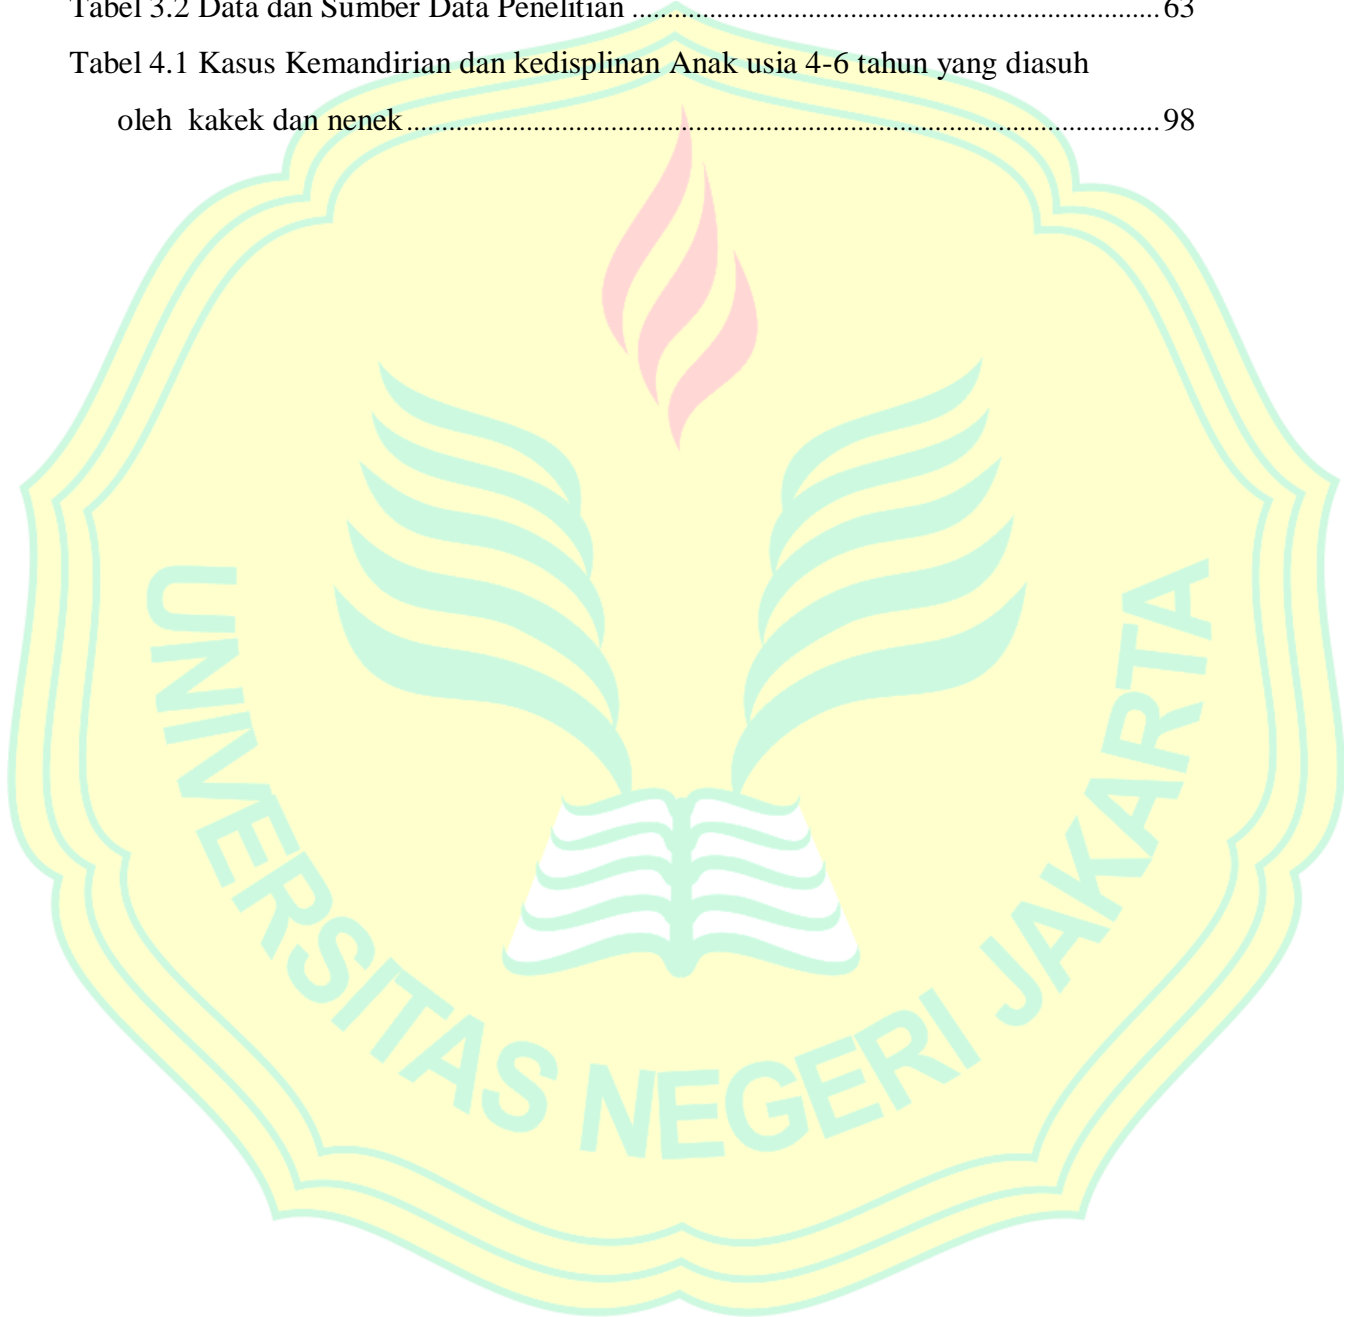 Tabel 3.2 Data dan Sumber Data Penelitian ........................................................................... 63
Tabel 4.1 Kasus Kemandirian dan kedisplinan Anak usia 4-6 tahun yang diasuh
oleh kakek dan nenek ........................................................................................................... 98
UNIVERSITAS NEGERI JAKARTA